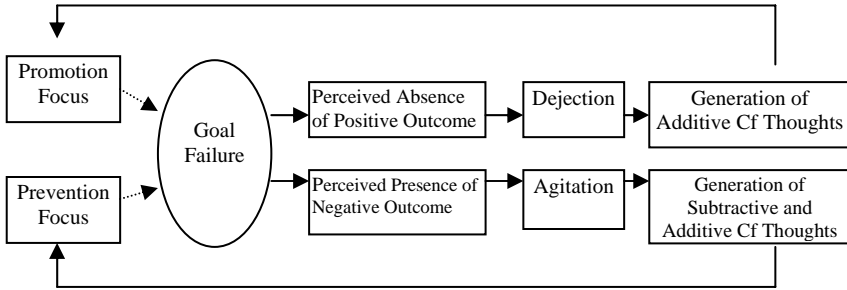 Promotion
Focus
Goal
Failure
Perceived Absence
of Positive Outcome
Dejection
Generation of
Additive Cf Thoughts
Prevention
Focus
Perceived Presence of
Negative Outcome
Agitation
Generation of
Subtractive and
Additive Cf Thoughts